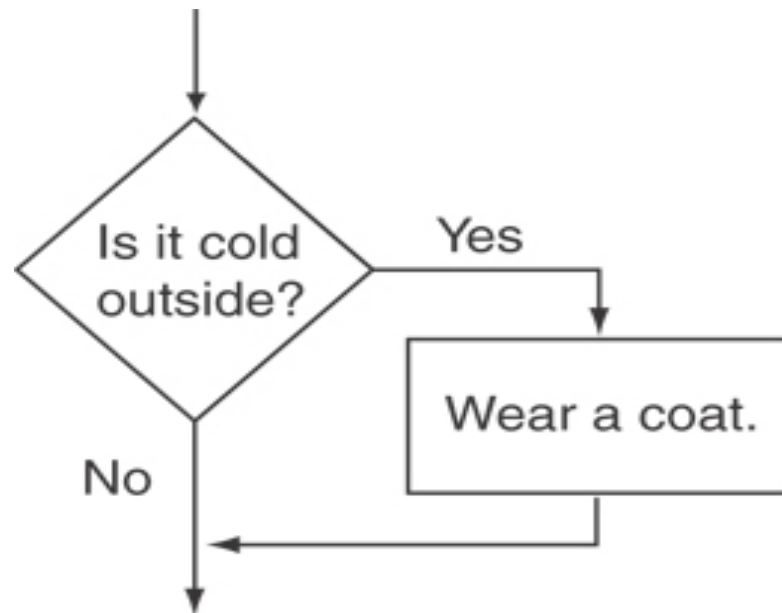 Is it cold
outside?
Yes
Wear a coat.
No